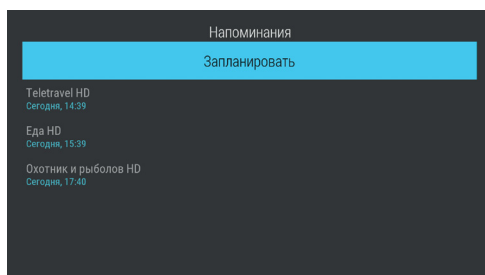 Напоминания
Запланировать
Teletravel HD
Сегодня, 14:39
Еда HD
Сегодня, 15:39
Охотник и рыболов HD
Сегодня, 17:40